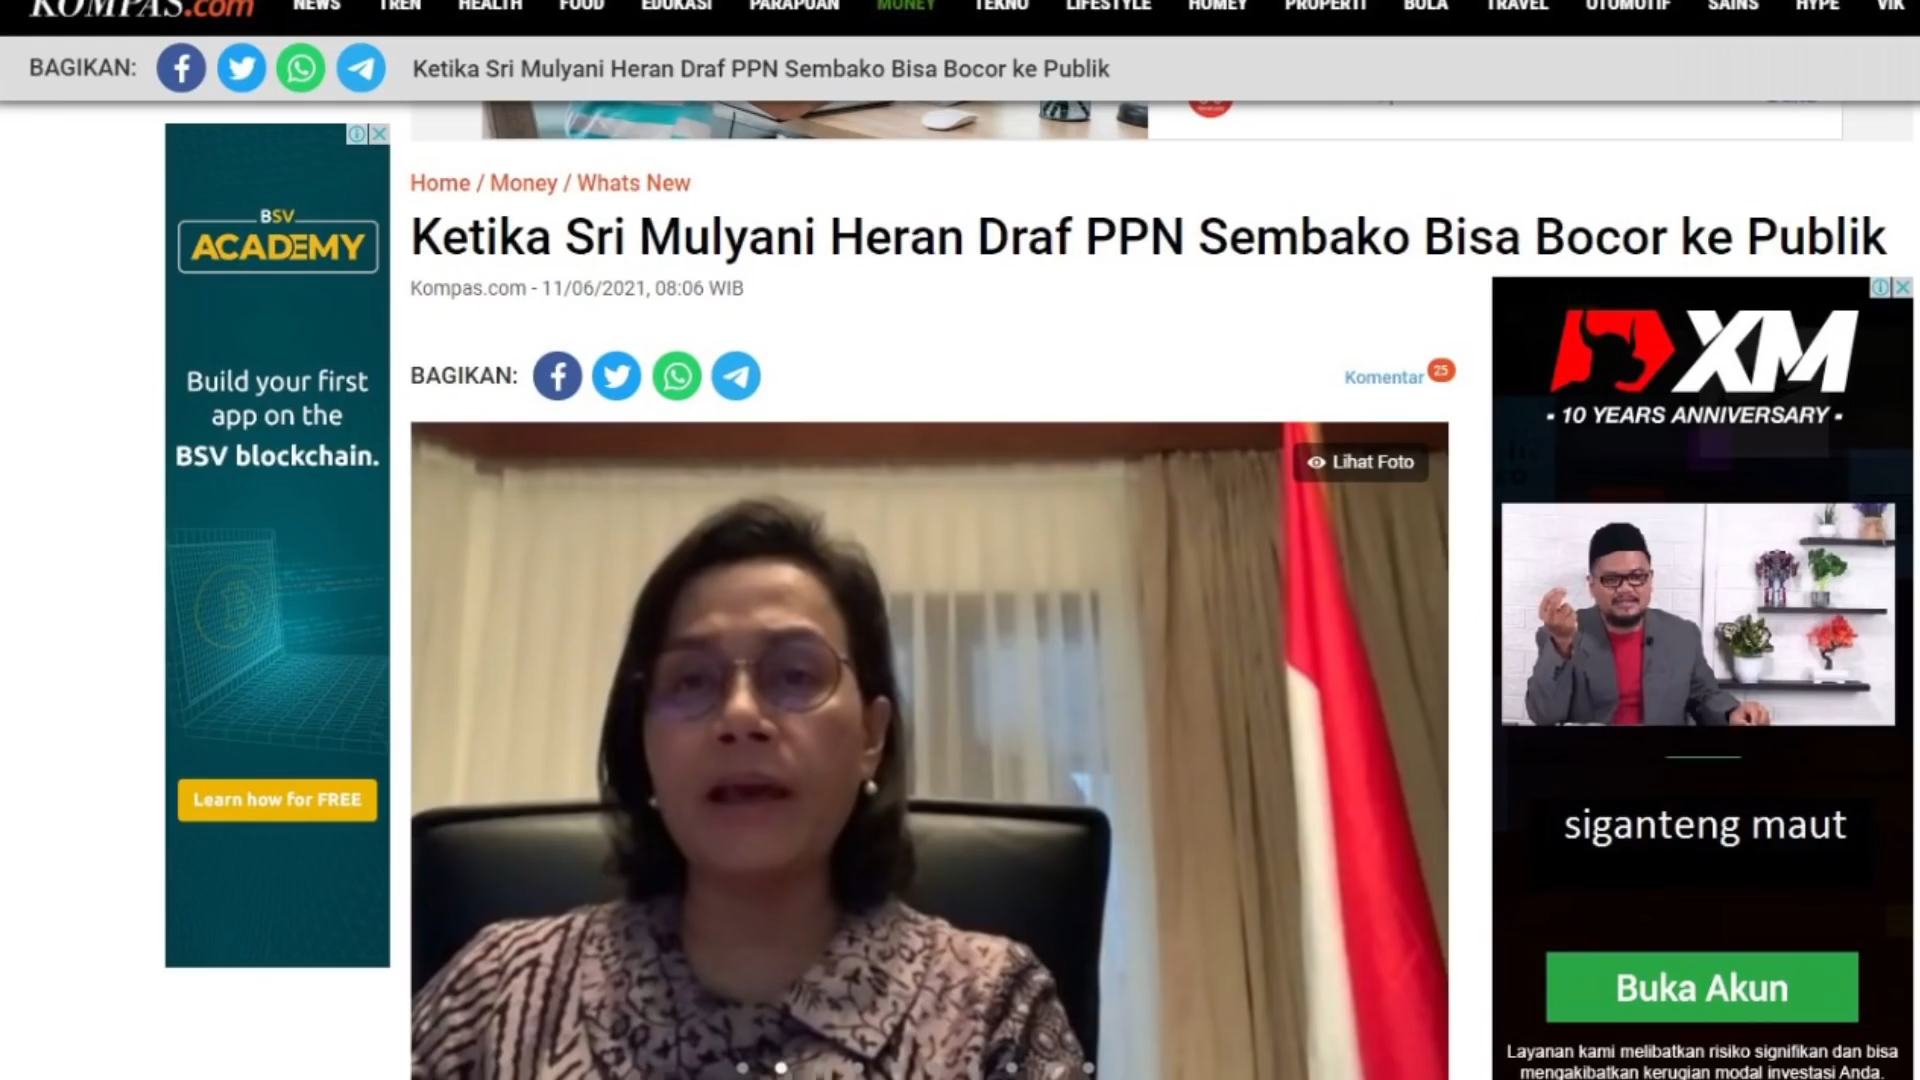 KOMPAS.com NEWS TREN HEALTH FOOD EDUKASI PARAPUAN MONEY TEKNO LIFESTYLE HOMEY PROPERTI BOLA TRAVEL OTOMOTIF SAINS HYPE VIK
BAGIKAN: Ketika Sri Mulyani Heran Draf PPN Sembako Bisa Bocor ke Publik
BSV
ACADEMY
Build your first
app on the
BSV blockchain.
Learn how for FREE
Home / Money / Whats New
Ketika Sri Mulyani Heran Draf PPN Sembako Bisa Bocor ke Publik
Kompas.com - 11/06/2021, 08:06 WIB
BAGIKAN:
Komentar 25
Lihat Foto
XM
- 10 YEARS ANNIVERSARY -
siganteng maut
Buka Akun
Layanan kami melibatkan risiko signifikan dan bisa
mengakibatkan kerugian modal investasi Anda.